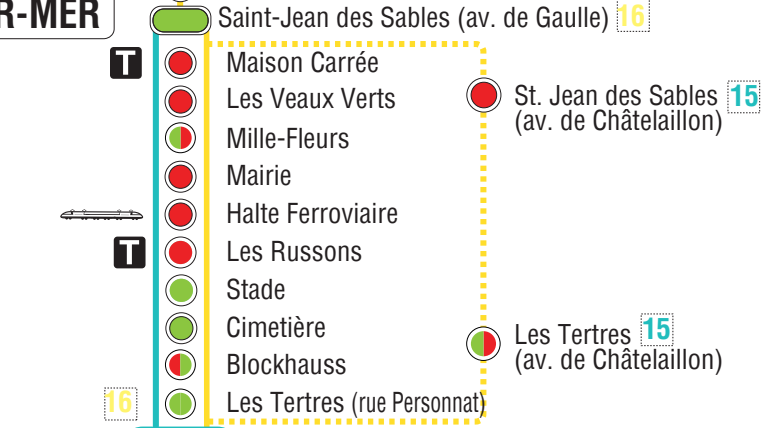 R-MER
Saint-Jean des Sables (av. de Gaulle) 16
T Maison Carrée
Les Veaux Verts
St. Jean des Sables 15
(av. de Châtelaillon)
Mille-Fleurs
Mairie
Halte Ferroviaire
T Les Russons
Stade
Cimetière
Les Tertres 15
(av. de Châtelaillon)
Blockhauss
16 Les Tertres (rue Personnat)